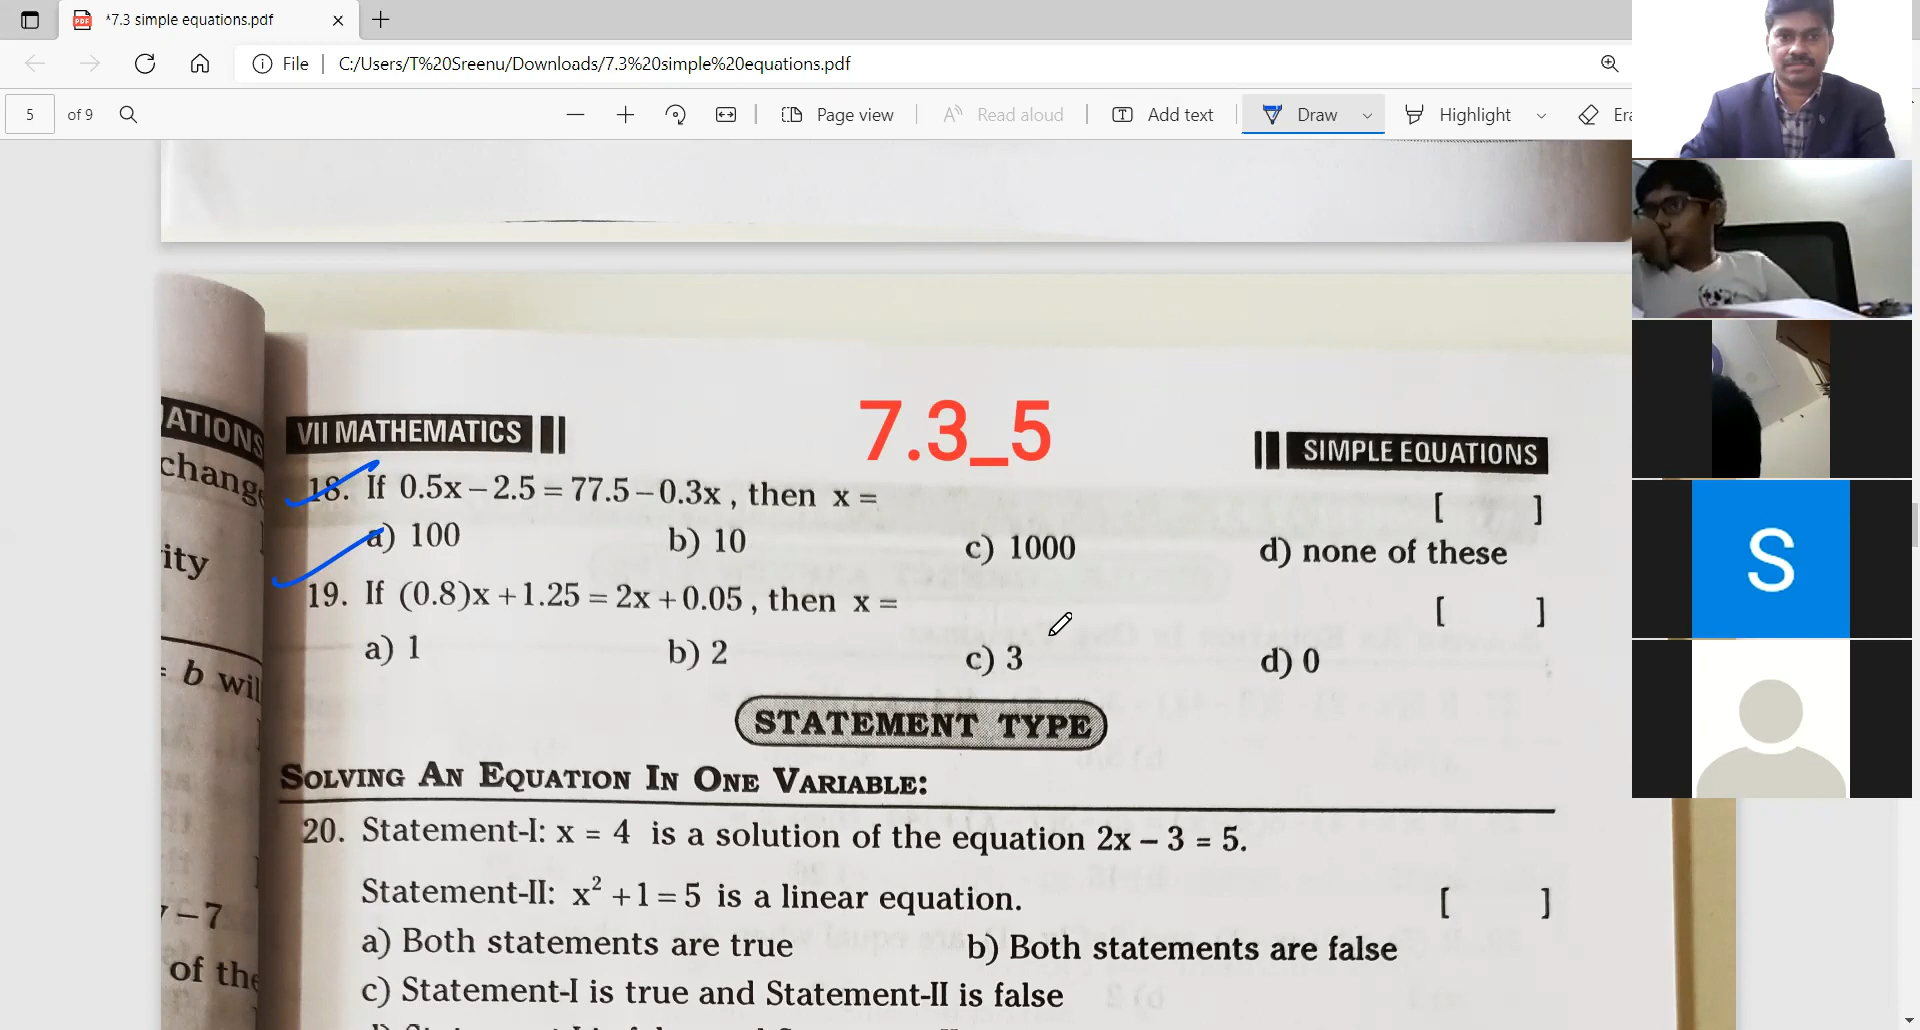 *7.3 simple equations.pdf
File
C:/Users/T%20Sreenu/Downloads/7.3%20simple%20equations.pdf
5 of 9
Page view
Read aloud
Add text
Draw
Highlight
7.3_5
ATIONS
VII MATHEMATICS
SIMPLE EQUATIONS
18. If 0.5x – 2.5 = 77.5 – 0.3x , then x = [ ]
a) 100 b) 10 c) 1000 d) none of these
19. If (0.8)x + 1.25 = 2x + 0.05 , then x = [ ]
a) 1 b) 2 c) 3 d) 0
STATEMENT TYPE
SOLVING AN EQUATION IN ONE VARIABLE:
20. Statement-I: x = 4 is a solution of the equation 2x – 3 = 5.
Statement-II: x² + 1 = 5 is a linear equation. [ ]
a) Both statements are true b) Both statements are false
c) Statement-I is true and Statement-II is false
change
ity
= b wil
– 7
of the
S